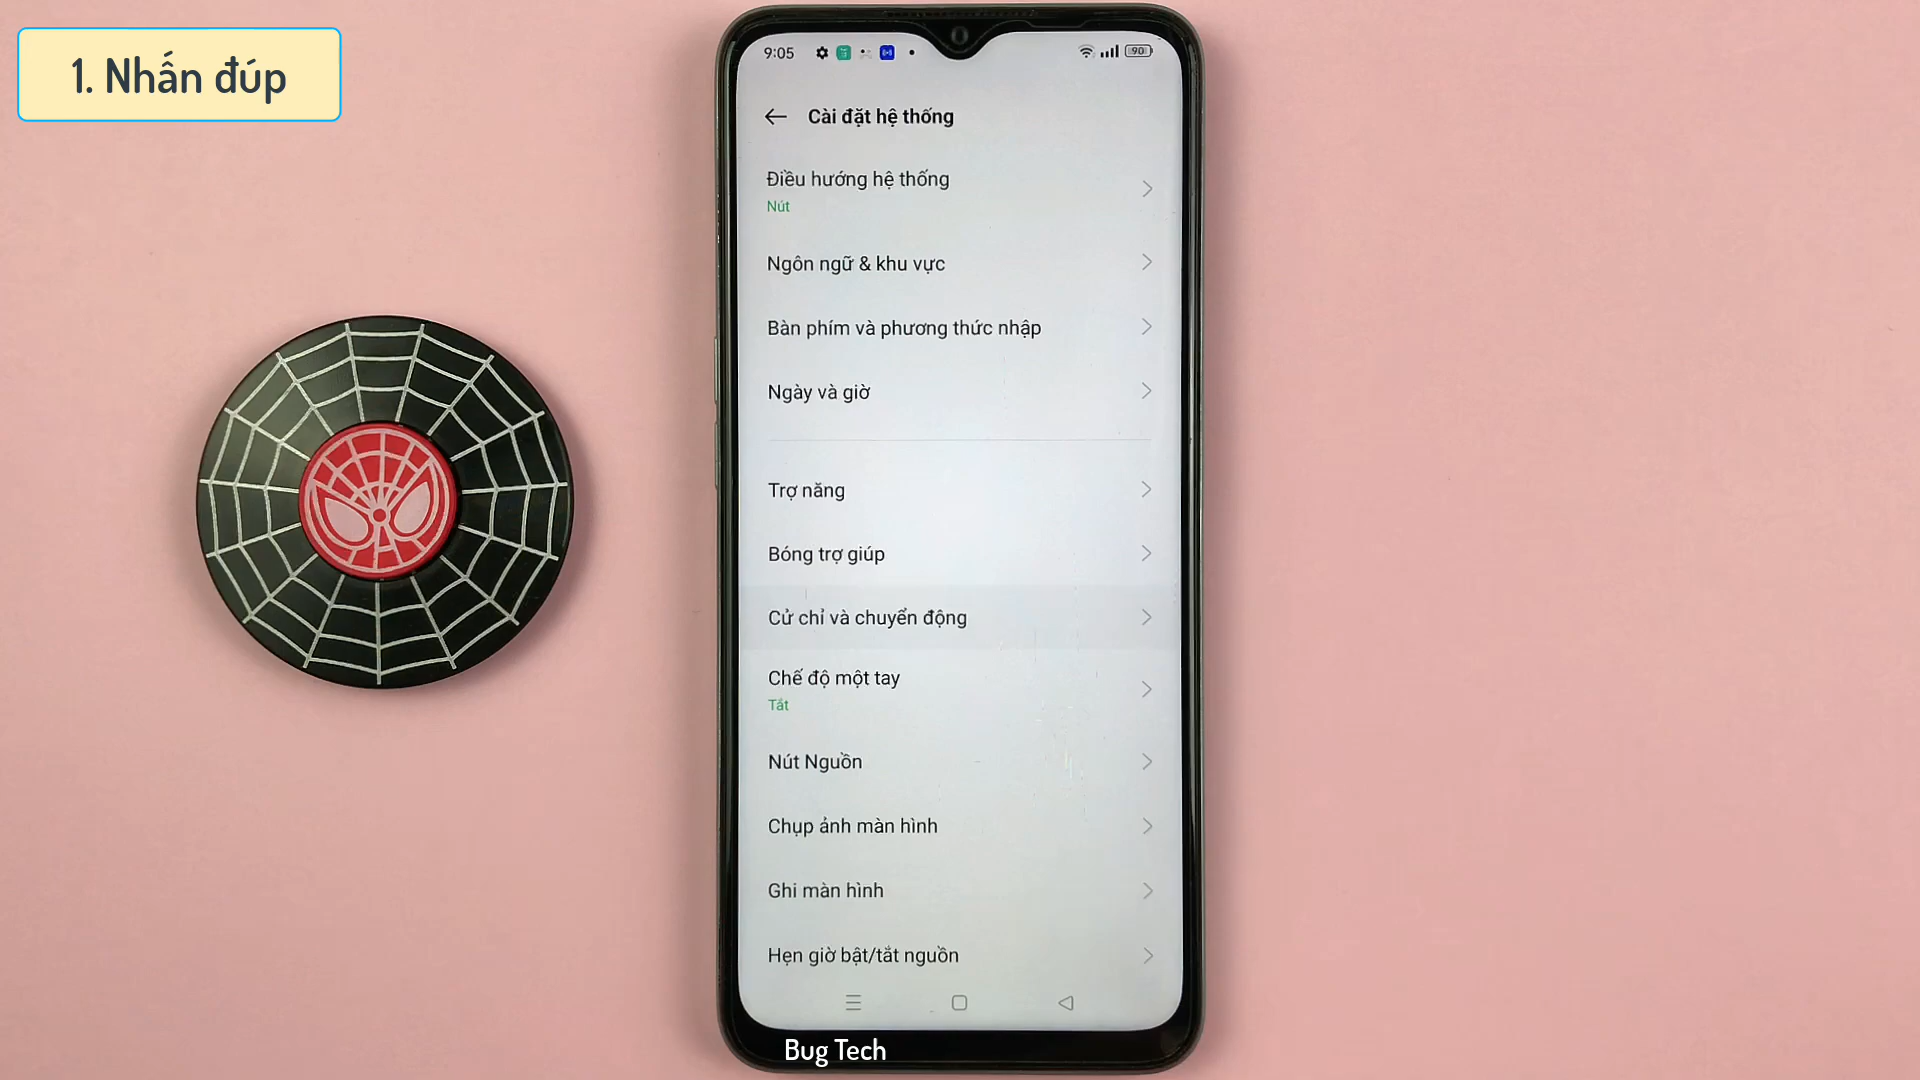 1. Nhấn đúp
9:05
90
Cài đặt hệ thống
Điều hướng hệ thống
Nút
Ngôn ngữ & khu vực
Bàn phím và phương thức nhập
Ngày và giờ
Trợ năng
Bóng trợ giúp
Cử chỉ và chuyển động
Chế độ một tay
Tắt
Nút Nguồn
Chụp ảnh màn hình
Ghi màn hình
Hẹn giờ bật/tắt nguồn
Bug Tech